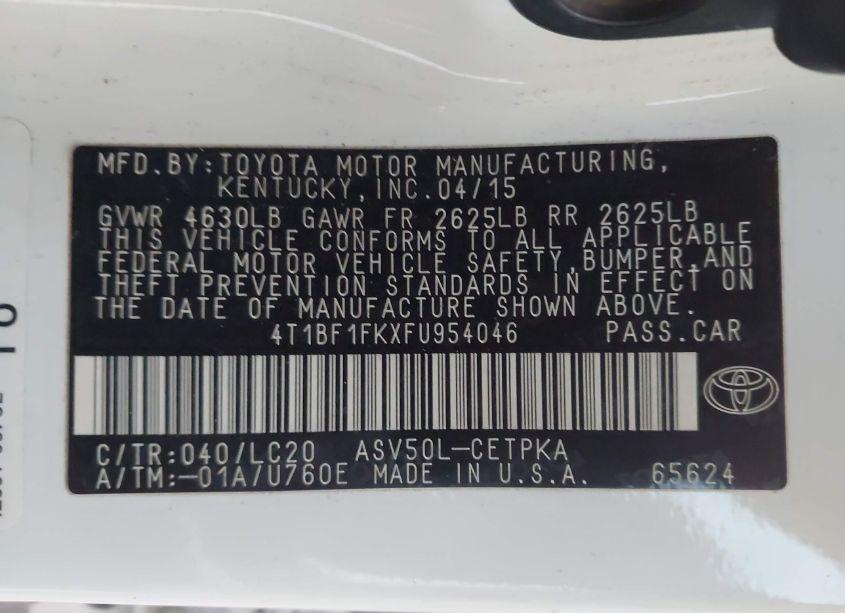 MFD.BY:TOYOTA MOTOR MANUFACTURING,
KENTUCKY,INC.04/15
GVWR 4630LB GAWR FR 2625LB RR 2625LB
THIS VEHICLE CONFORMS TO ALL APPLICABLE
FEDERAL MOTOR VEHICLE SAFETY,BUMPER,AND
THEFT PREVENTION STANDARDS IN EFFECT ON
THE DATE OF MANUFACTURE SHOWN ABOVE.
4T1BF1FKXFU954046 PASS.CAR
C/TR:040/LC20 ASV50L-CETPKA
A/TM:-01A/U760E MADE IN U.S.A. 65624